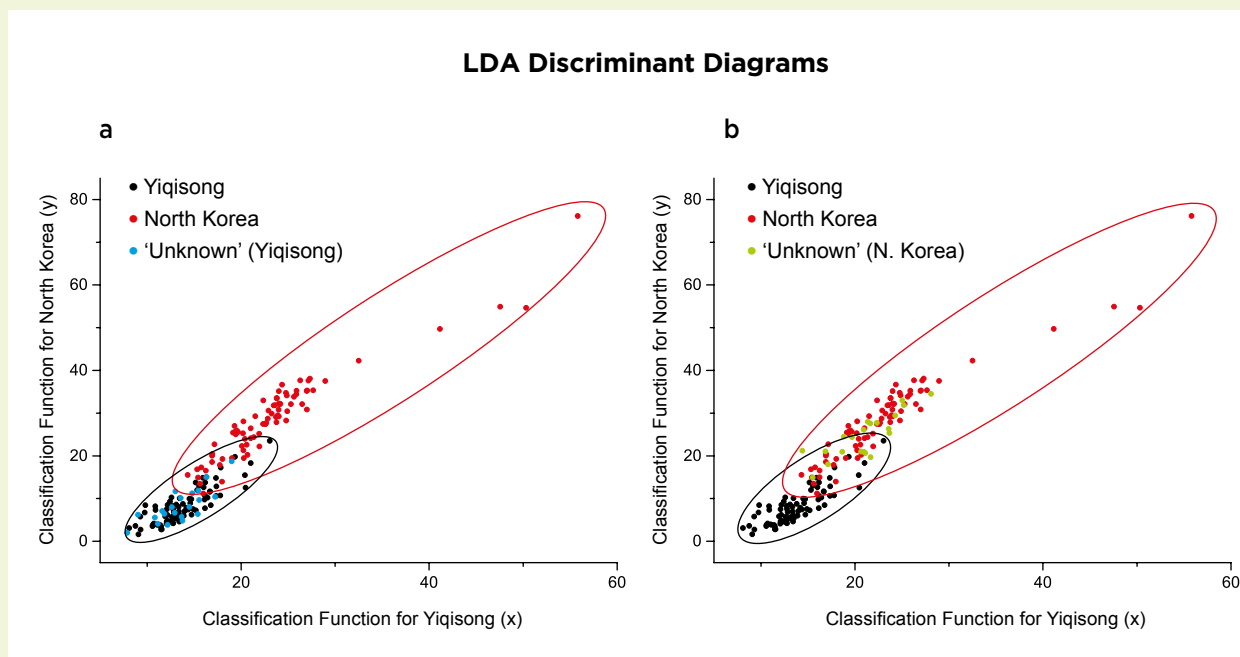 LDA Discriminant Diagrams
a
Yiqisong
North Korea
‘Unknown’ (Yiqisong)
Classification Function for North Korea (y)
80
60
40
20
0
20
40
60
Classification Function for Yiqisong (x)
b
Yiqisong
North Korea
‘Unknown’ (N. Korea)
Classification Function for North Korea (y)
80
60
40
20
0
20
40
60
Classification Function for Yiqisong (x)